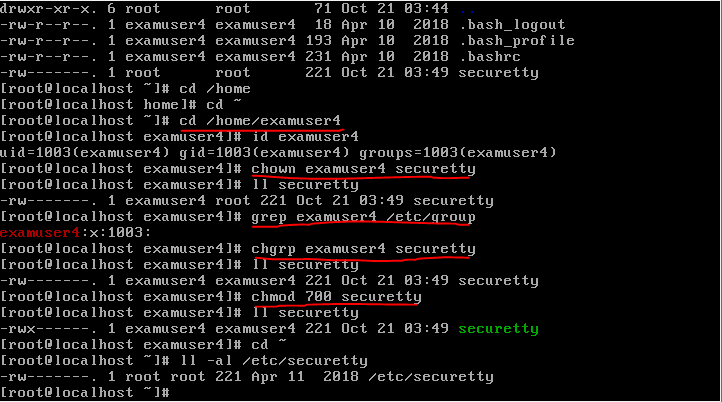 drwxr-xr-x. 6 root      root       71 Oct 21 03:44 ..
-rw-r--r--. 1 examuser4 examuser4  18 Apr 10  2018 .bash_logout
-rw-r--r--. 1 examuser4 examuser4 193 Apr 10  2018 .bash_profile
-rw-r--r--. 1 examuser4 examuser4 231 Apr 10  2018 .bashrc
-rw-------. 1 root      root      221 Oct 21 03:49 securetty
[root@localhost ~]# cd /home
[root@localhost home]# cd ~
[root@localhost ~]# cd /home/examuser4
[root@localhost examuser4]# id examuser4
uid=1003(examuser4) gid=1003(examuser4) groups=1003(examuser4)
[root@localhost examuser4]# chown examuser4 securetty
[root@localhost examuser4]# ll securetty
-rw-------. 1 examuser4 root 221 Oct 21 03:49 securetty
[root@localhost examuser4]# grep examuser4 /etc/group
examuser4:x:1003:
[root@localhost examuser4]# chgrp examuser4 securetty
[root@localhost examuser4]# ll securetty
-rw-------. 1 examuser4 examuser4 221 Oct 21 03:49 securetty
[root@localhost examuser4]# chmod 700 securetty
[root@localhost examuser4]# ll securetty
-rwx------. 1 examuser4 examuser4 221 Oct 21 03:49 securetty
[root@localhost examuser4]# cd ~
[root@localhost ~]# ll -al /etc/securetty
-rw-------. 1 root root 221 Apr 11  2018 /etc/securetty
[root@localhost ~]#